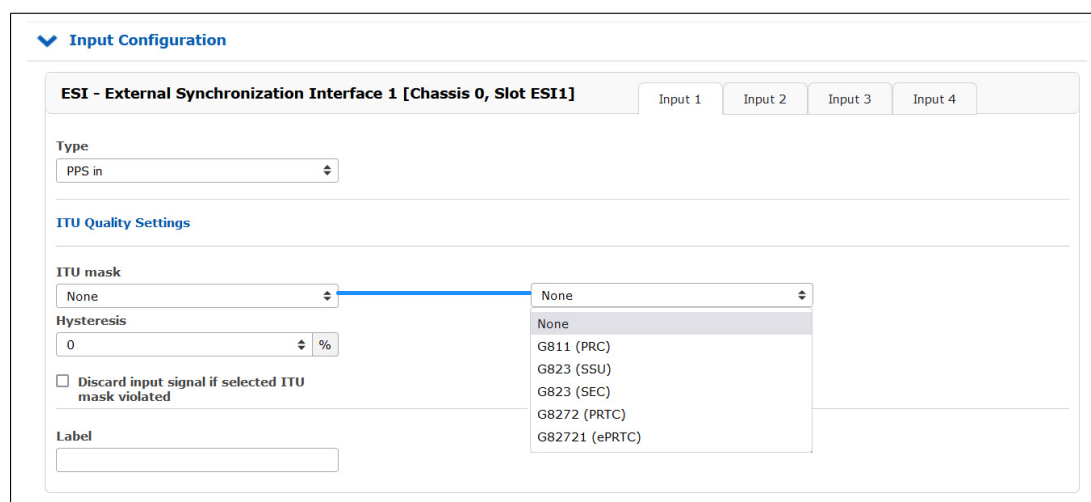 Input Configuration
ESI - External Synchronization Interface 1 [Chassis 0, Slot ESI1]
Input 1
Input 2
Input 3
Input 4
Type
PPS in
ITU Quality Settings
ITU mask
None
None
Hysteresis
0
%
None
G811 (PRC)
G823 (SSU)
G823 (SEC)
G8272 (PRTC)
G82721 (ePRTC)
Discard input signal if selected ITU
mask violated
Label